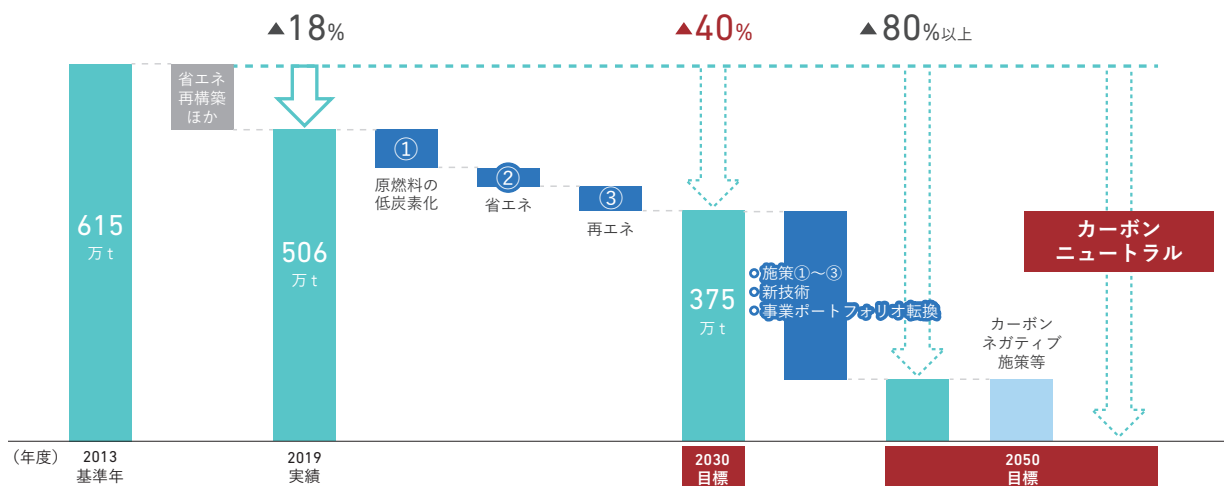 ▲18%
▲40%
▲80%以上
省エネ
再構築
ほか
①
原燃料の
低炭素化
②
省エネ
③
再エネ
615
万t
506
万t
375
万t
施策①〜③
新技術
事業ポートフォリオ転換
カーボン
ニュートラル
カーボン
ネガティブ
施策等
(年度)
2013
基準年
2019
実績
2030
目標
2050
目標